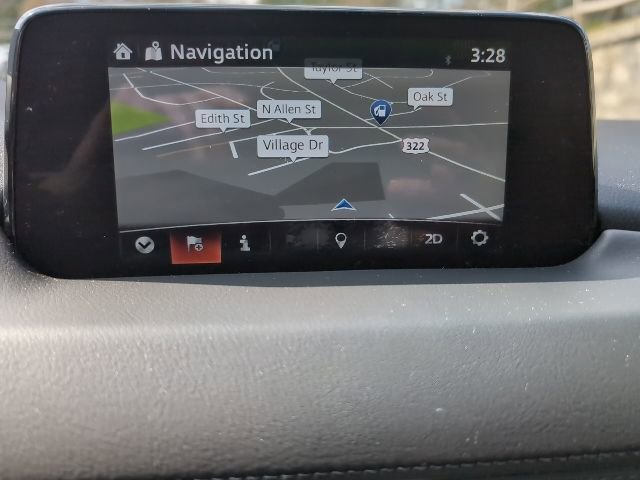 Navigation
3:28
Taylor St
Oak St
N Allen St
Edith St
Village Dr
322
2D